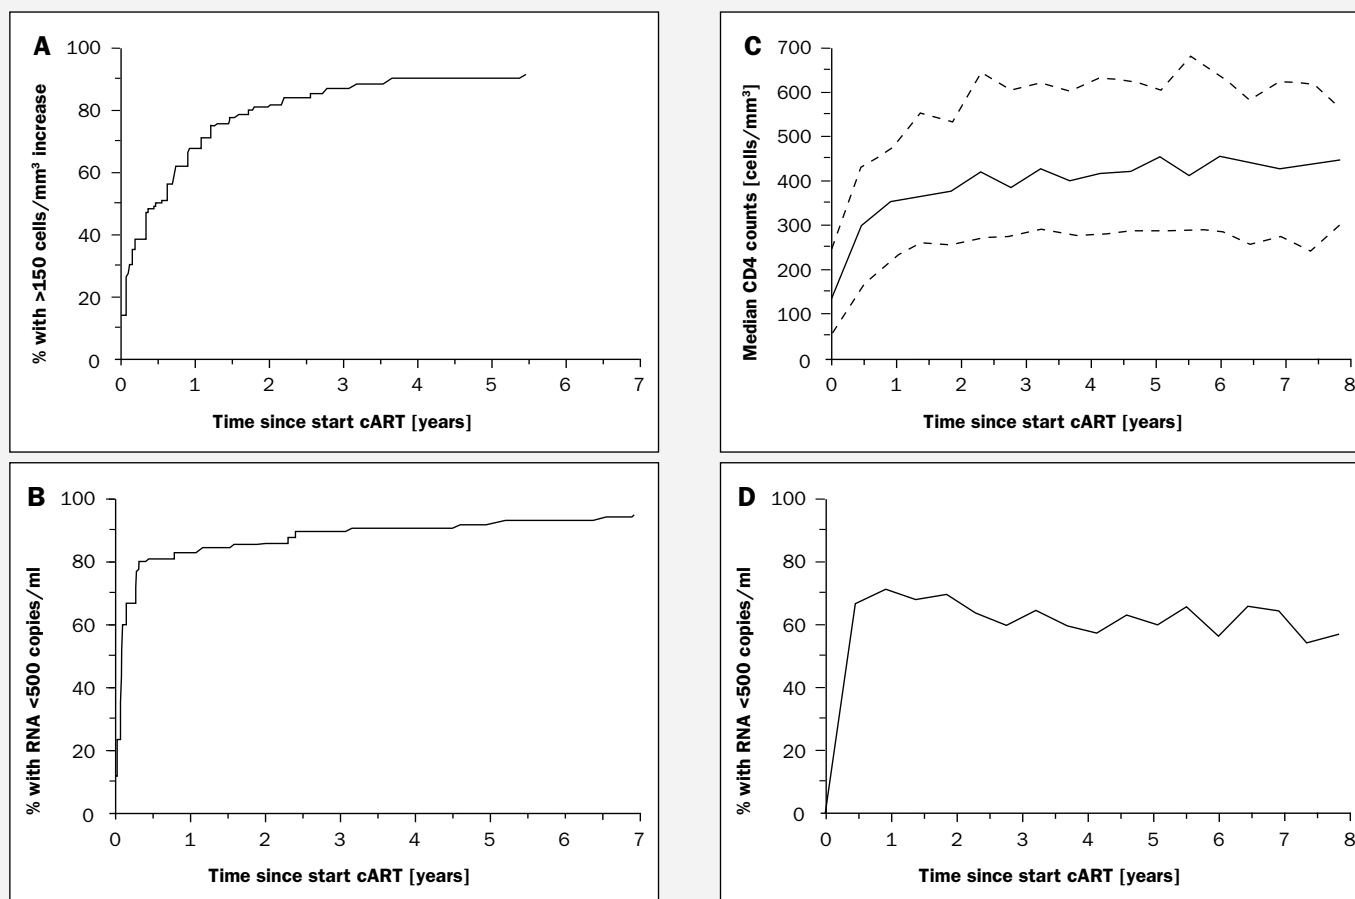 A
% with >150 cells/mm³ increase
100
80
60
40
20
0
0 1 2 3 4 5 6 7
Time since start cART [years]
C
Median CD4 counts [cells/mm³]
700
600
500
400
300
200
100
0
0 1 2 3 4 5 6 7 8
Time since start cART [years]
B
% with RNA <500 copies/ml
100
80
60
40
20
0
0 1 2 3 4 5 6 7
Time since start cART [years]
D
% with RNA <500 copies/ml
100
80
60
40
20
0
0 1 2 3 4 5 6 7 8
Time since start cART [years]